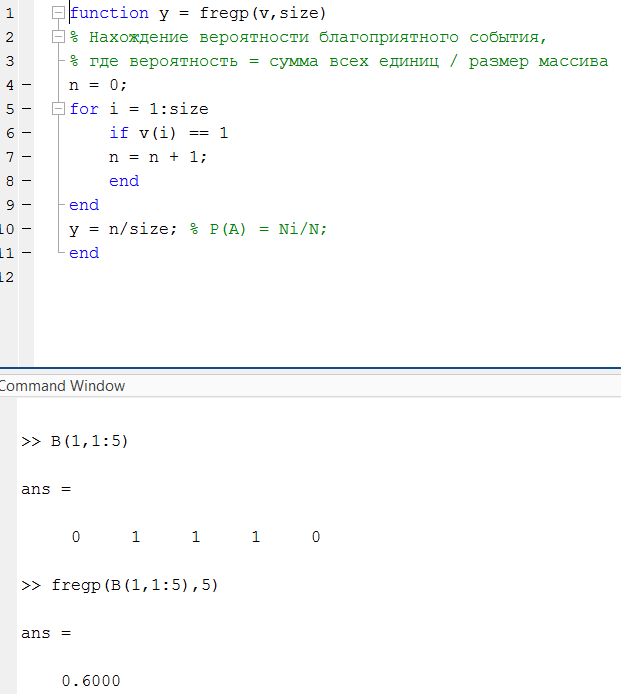 1 function y = fregp(v,size)
2 % Нахождение вероятности благоприятного события,
3 % где вероятность = сумма всех единиц / размер массива
4 n = 0;
5 for i = 1:size
6 if v(i) == 1
7 n = n + 1;
8 end
9 end
10 y = n/size; % P(A) = Ni/N;
11 end
12
Command Window
>> B(1,1:5)
ans =
0 1 1 1 0
>> fregp(B(1,1:5),5)
ans =
0.6000